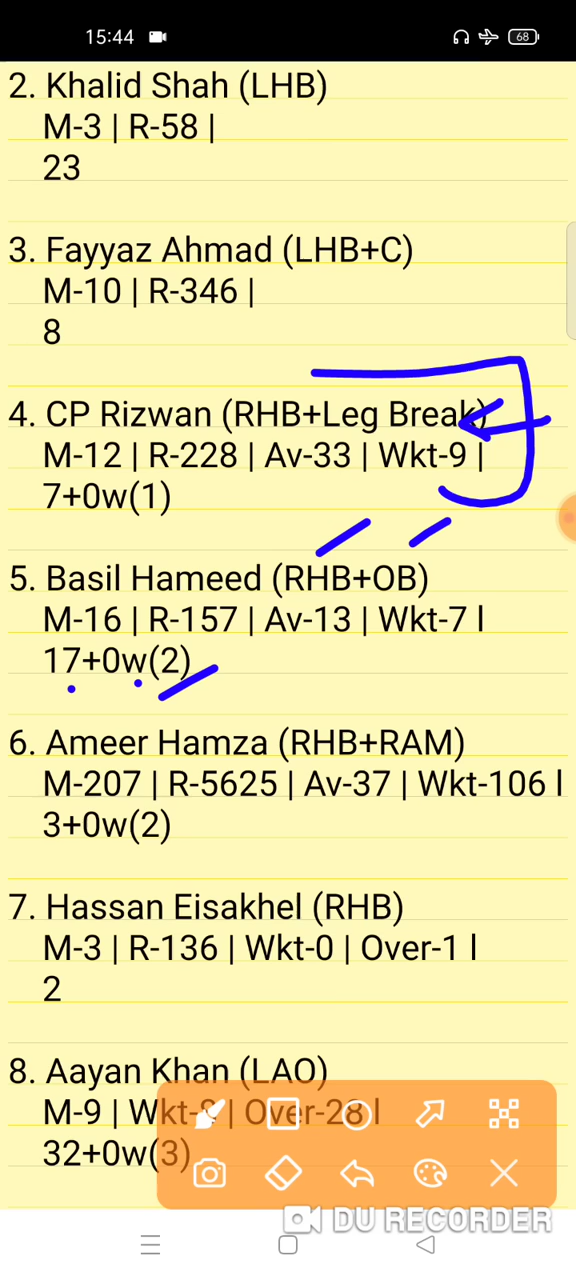 15:44
68
2. Khalid Shah (LHB)
M-3 | R-58 |
23
3. Fayyaz Ahmad (LHB+C)
M-10 | R-346 |
8
4. CP Rizwan (RHB+Leg Break)
M-12 | R-228 | Av-33 | Wkt-9 |
7+0w(1)
5. Basil Hameed (RHB+OB)
M-16 | R-157 | Av-13 | Wkt-7 l
17+0w(2)
6. Ameer Hamza (RHB+RAM)
M-207 | R-5625 | Av-37 | Wkt-106 l
3+0w(2)
7. Hassan Eisakhel (RHB)
M-3 | R-136 | Wkt-0 | Over-1 l
2
8. Aayan Khan (LAO)
M-9 | | Over-28 l
32+0w(3)
DU RECORDER